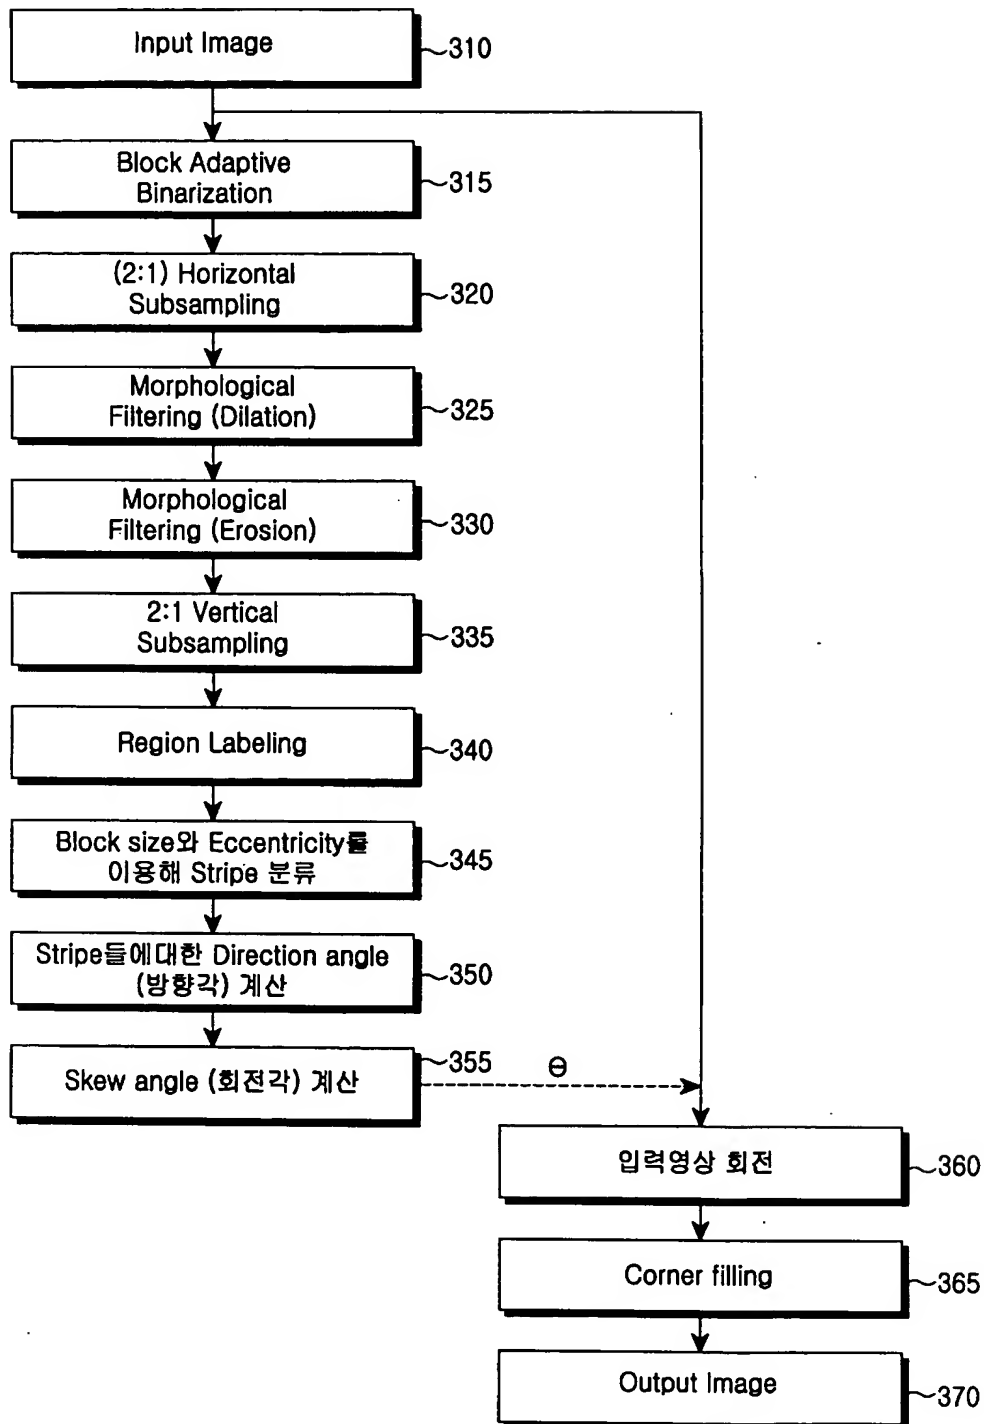 Input Image
310
Block Adaptive
Binarization
315
(2:1) Horizontal
Subsampling
320
Morphological
Filtering (Dilation)
325
Morphological
Filtering (Erosion)
330
2:1 Vertical
Subsampling
335
Region Labeling
340
Block size와 Eccentricity를
이용해 Stripe 분류
345
Stripe들에대한 Direction angle
(방향각) 계산
350
Skew angle (회전각) 계산
355
Θ
입력영상 회전
360
Corner filling
365
Output Image
370